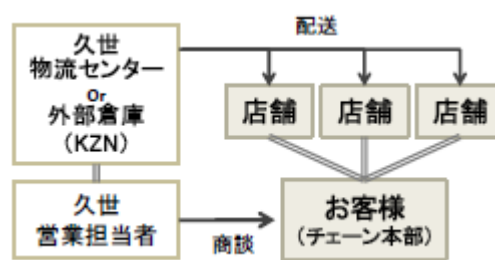 久世
物流センター
Or
外部倉庫
（KZN）
配送
店舗
店舗
店舗
久世
営業担当者
商談
お客様
（チェーン本部）